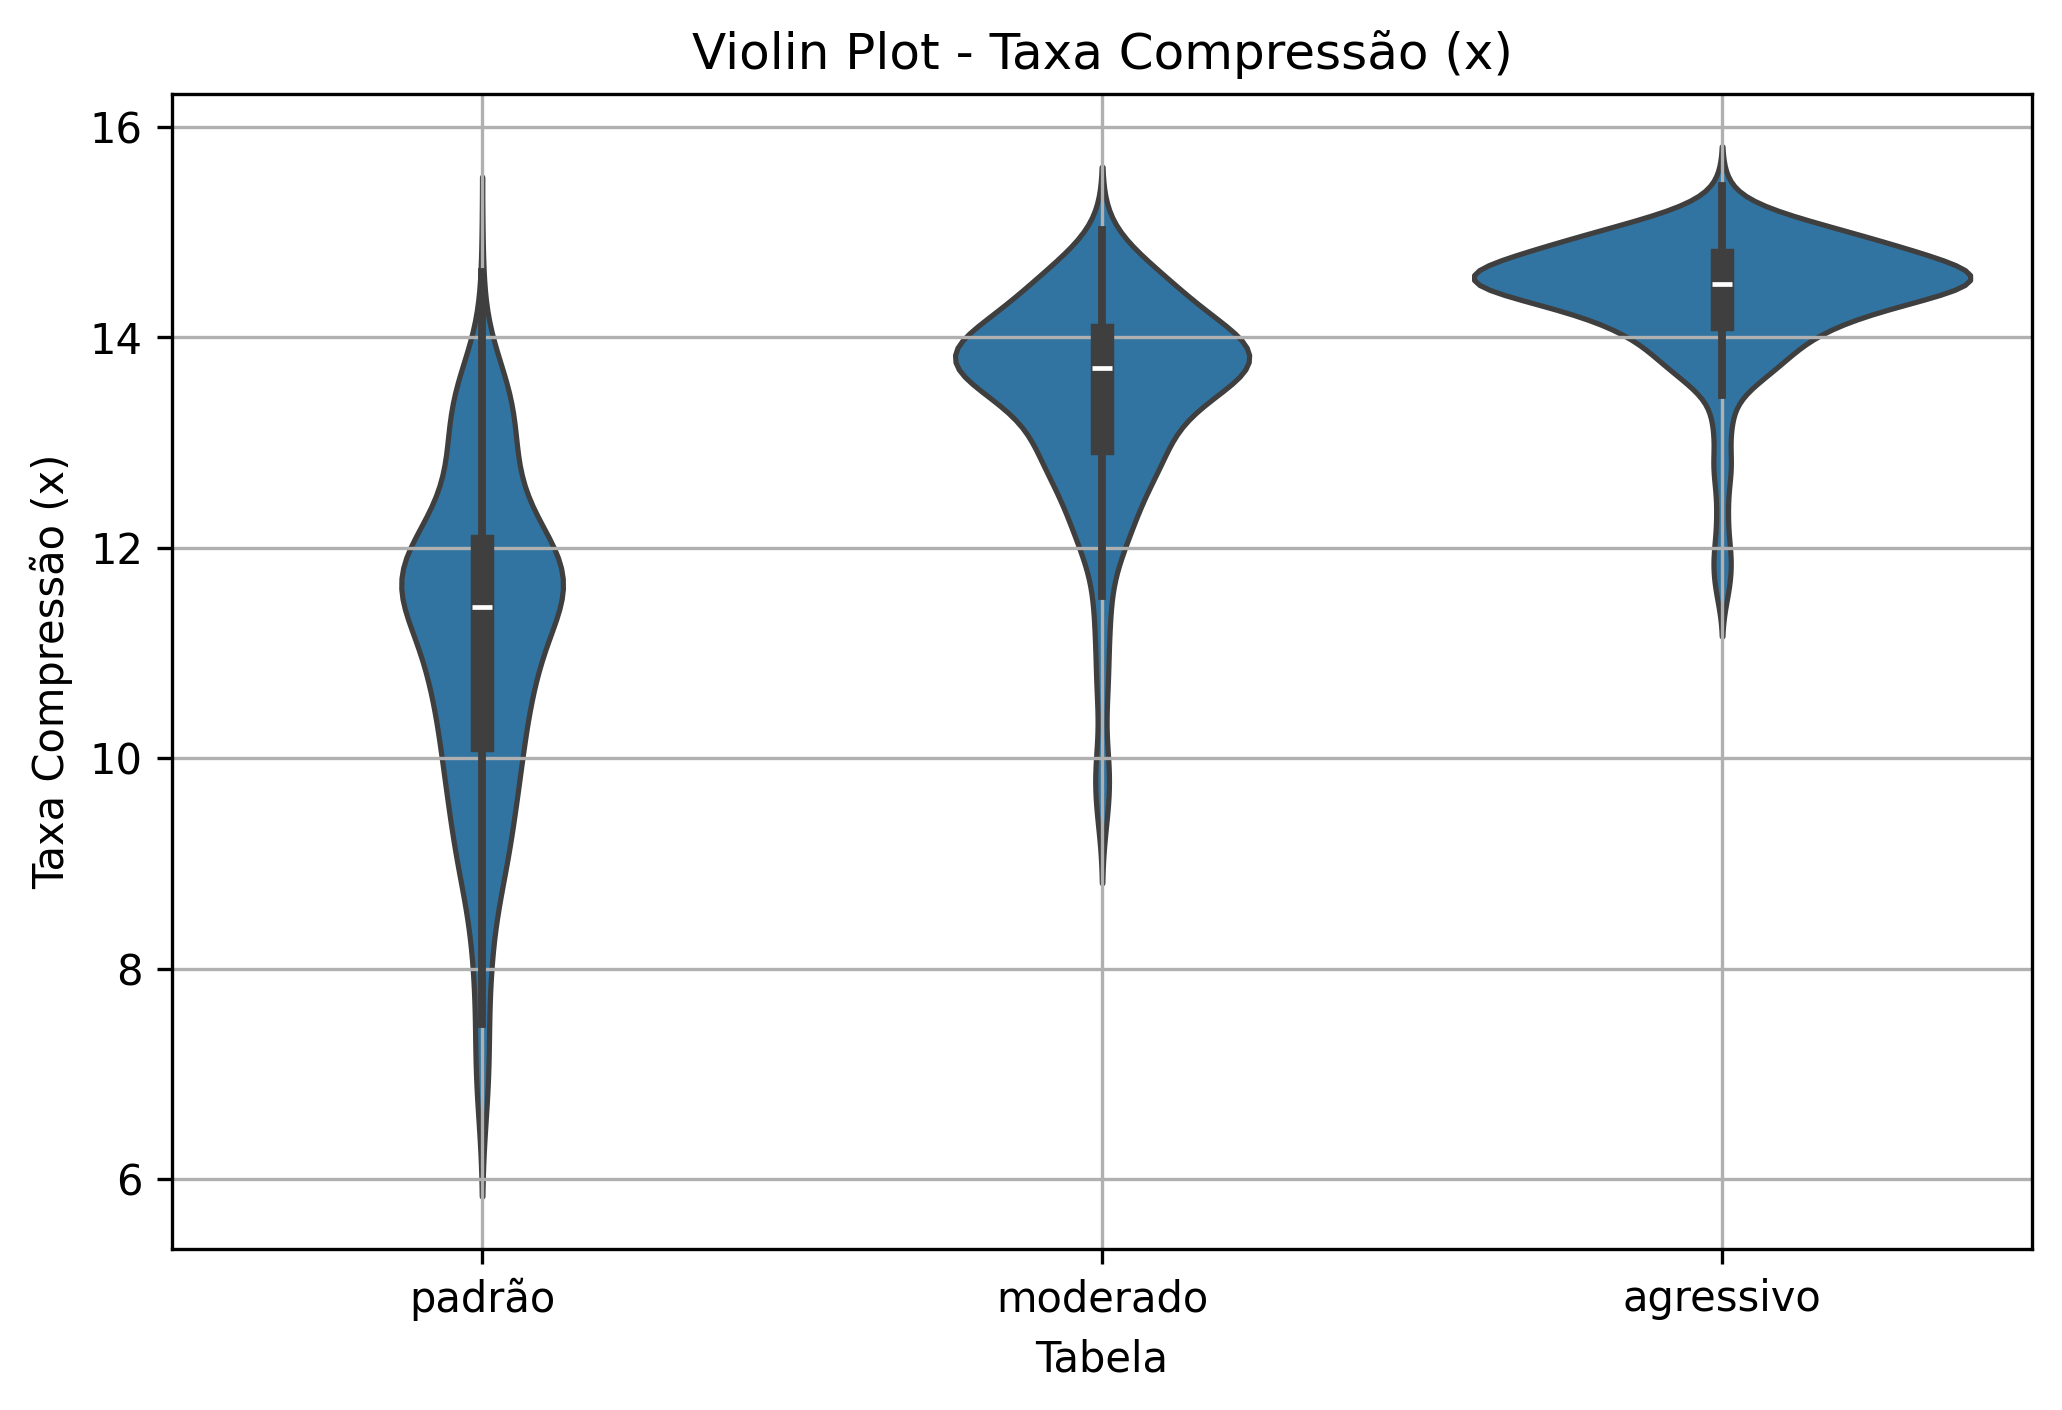 Violin Plot - Taxa Compressão (x)
Taxa Compressão (x)
16
14
12
10
8
6
padrão
moderado
agressivo
Tabela